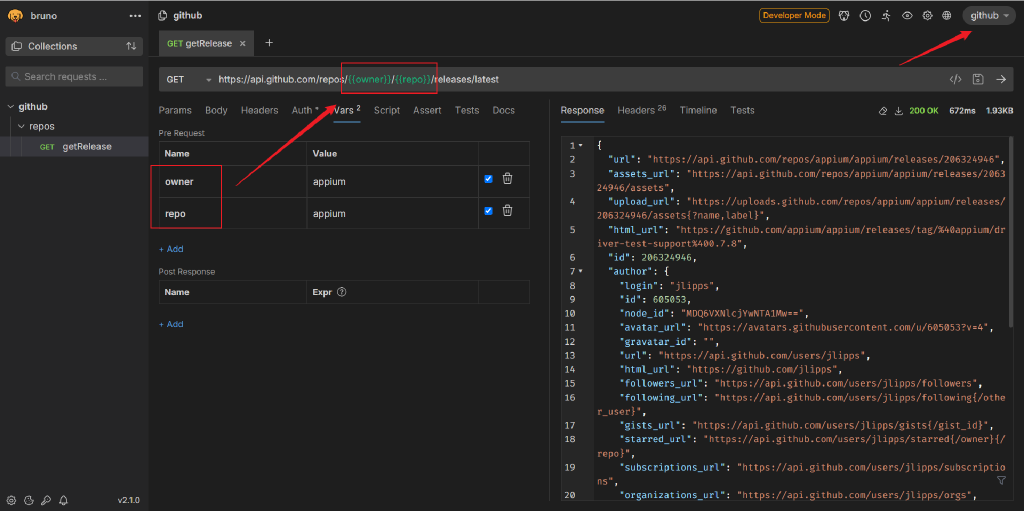 bruno
•••
github
Developer Mode
github
Collections
GET getRelease ×
+
Search requests ...
GET
https://api.github.com/repos/{{owner}}/{{repo}}/releases/latest
github
repos
GET getRelease
Params Body Headers Auth * Vars 2 Script Assert Tests Docs
Pre Request
Name Value
owner appium
repo appium
+ Add
Post Response
Name Expr ?
+ Add
Response Headers 26 Timeline Tests
200 OK 672ms 1.93KB
1 {
2 "url": "https://api.github.com/repos/appium/appium/releases/206324946",
3 "assets_url": "https://api.github.com/repos/appium/appium/releases/2063
24946/assets",
4 "upload_url": "https://uploads.github.com/repos/appium/appium/releases/
206324946/assets{?name,label}",
5 "html_url": "https://github.com/appium/appium/releases/tag/%40appium/dr
iver-test-support%400.7.8",
6 "id": 206324946,
7 "author": {
8 "login": "jlipps",
9 "id": 605053,
10 "node_id": "MDQ6VXNlcjYwNTA1Mw==",
11 "avatar_url": "https://avatars.githubusercontent.com/u/605053?v=4",
12 "gravatar_id": "",
13 "url": "https://api.github.com/users/jlipps",
14 "html_url": "https://github.com/jlipps",
15 "followers_url": "https://api.github.com/users/jlipps/followers",
16 "following_url": "https://api.github.com/users/jlipps/following{/othe
r_user}",
17 "gists_url": "https://api.github.com/users/jlipps/gists{/gist_id}",
18 "starred_url": "https://api.github.com/users/jlipps/starred{/owner}{/
repo}",
19 "subscriptions_url": "https://api.github.com/users/jlipps/subscriptio
ns",
20 "organizations_url": "https://api.github.com/users/jlipps/orgs",
v2.1.0